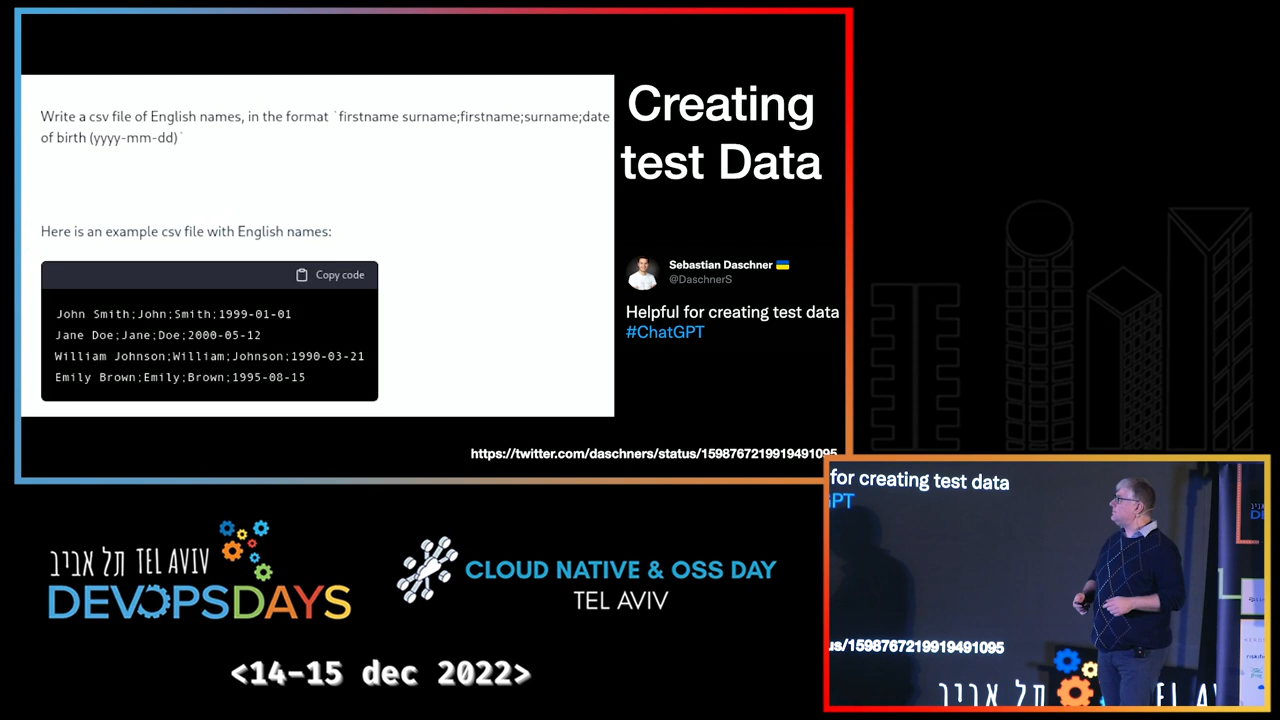 Write a csv file of English names, in the format `firstname surname;firstname;surname;date
of birth (yyyy-mm-dd)`
Here is an example csv file with English names:
Copy code
John Smith;John;Smith;1999-01-01
Jane Doe;Jane;Doe;2000-05-12
William Johnson;William;Johnson;1990-03-21
Emily Brown;Emily;Brown;1995-08-15
Creating
test Data
Sebastian Daschner
@DaschnerS
Helpful for creating test data
#ChatGPT
https://twitter.com/daschners/status/1598767219919491095
for creating test data
GPT
us/1598767219919491095
תל אביב
תל אביב TEL AVIV
DEVOPSDAYS
CLOUD NATIVE & OSS DAY
TEL AVIV
<14-15 dec 2022>